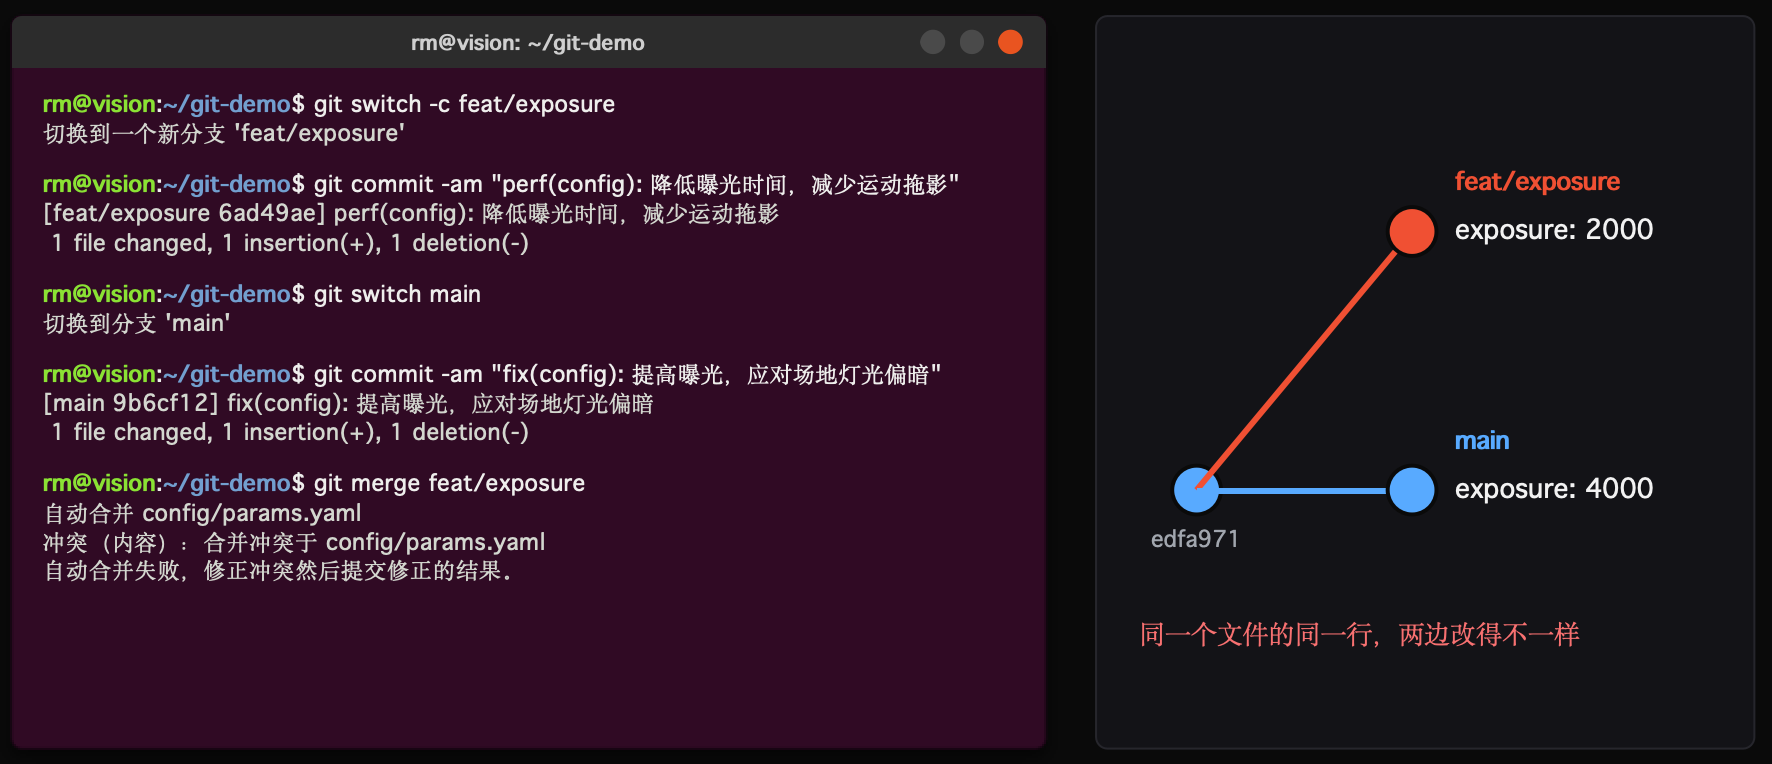 rm@vision: ~/git-demo
rm@vision:~/git-demo$ git switch -c feat/exposure
切换到一个新分支 'feat/exposure'
rm@vision:~/git-demo$ git commit -am "perf(config): 降低曝光时间，减少运动拖影"
[feat/exposure 6ad49ae] perf(config): 降低曝光时间，减少运动拖影
1 file changed, 1 insertion(+), 1 deletion(-)
rm@vision:~/git-demo$ git switch main
切换到分支 'main'
rm@vision:~/git-demo$ git commit -am "fix(config): 提高曝光，应对场地灯光偏暗"
[main 9b6cf12] fix(config): 提高曝光，应对场地灯光偏暗
1 file changed, 1 insertion(+), 1 deletion(-)
rm@vision:~/git-demo$ git merge feat/exposure
自动合并 config/params.yaml
冲突（内容）：合并冲突于 config/params.yaml
自动合并失败，修正冲突然后提交修正的结果。
feat/exposure
exposure: 2000
main
exposure: 4000
edfa971
同一个文件的同一行，两边改得不一样